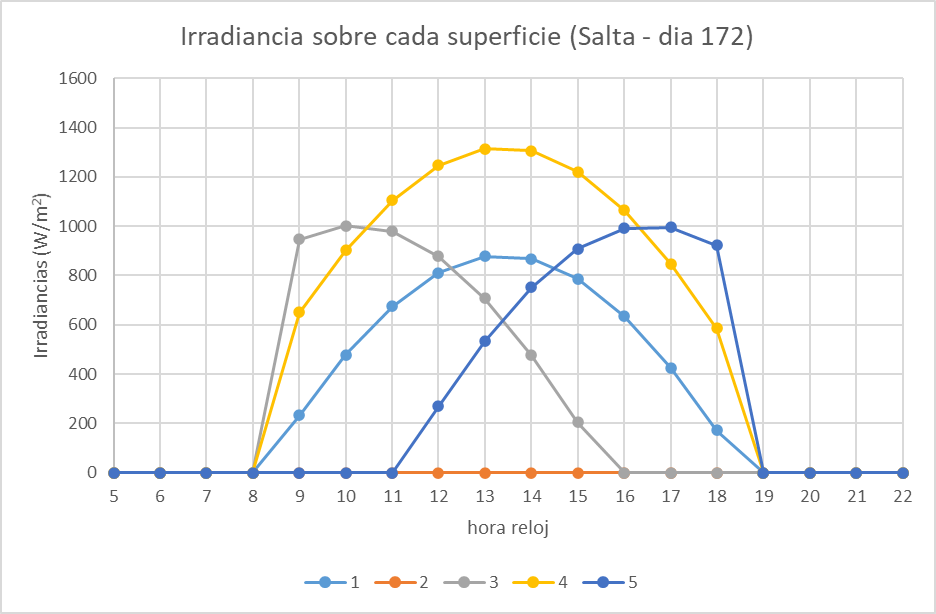 Irradiancia sobre cada superficie (Salta - dia 172)
Irradiancias (W/m²)
1600
1400
1200
1000
800
600
400
200
0
5 6 7 8 9 10 11 12 13 14 15 16 17 18 19 20 21 22
hora reloj
1 2 3 4 5